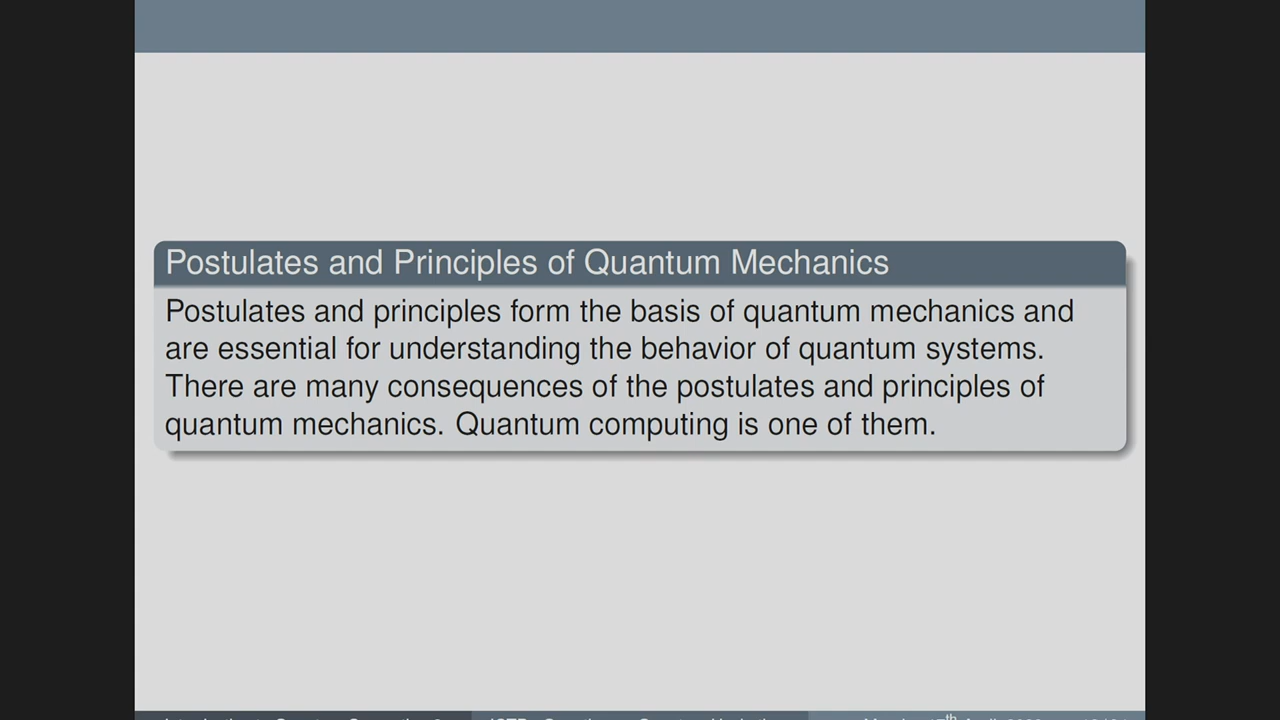 Postulates and Principles of Quantum Mechanics
Postulates and principles form the basis of quantum mechanics and
are essential for understanding the behavior of quantum systems.
There are many consequences of the postulates and principles of
quantum mechanics. Quantum computing is one of them.